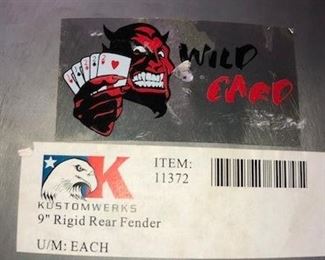 WILD
CARD
K
KUSTOMWERKS
ITEM:
11372
9" Rigid Rear Fender
U/M: EACH